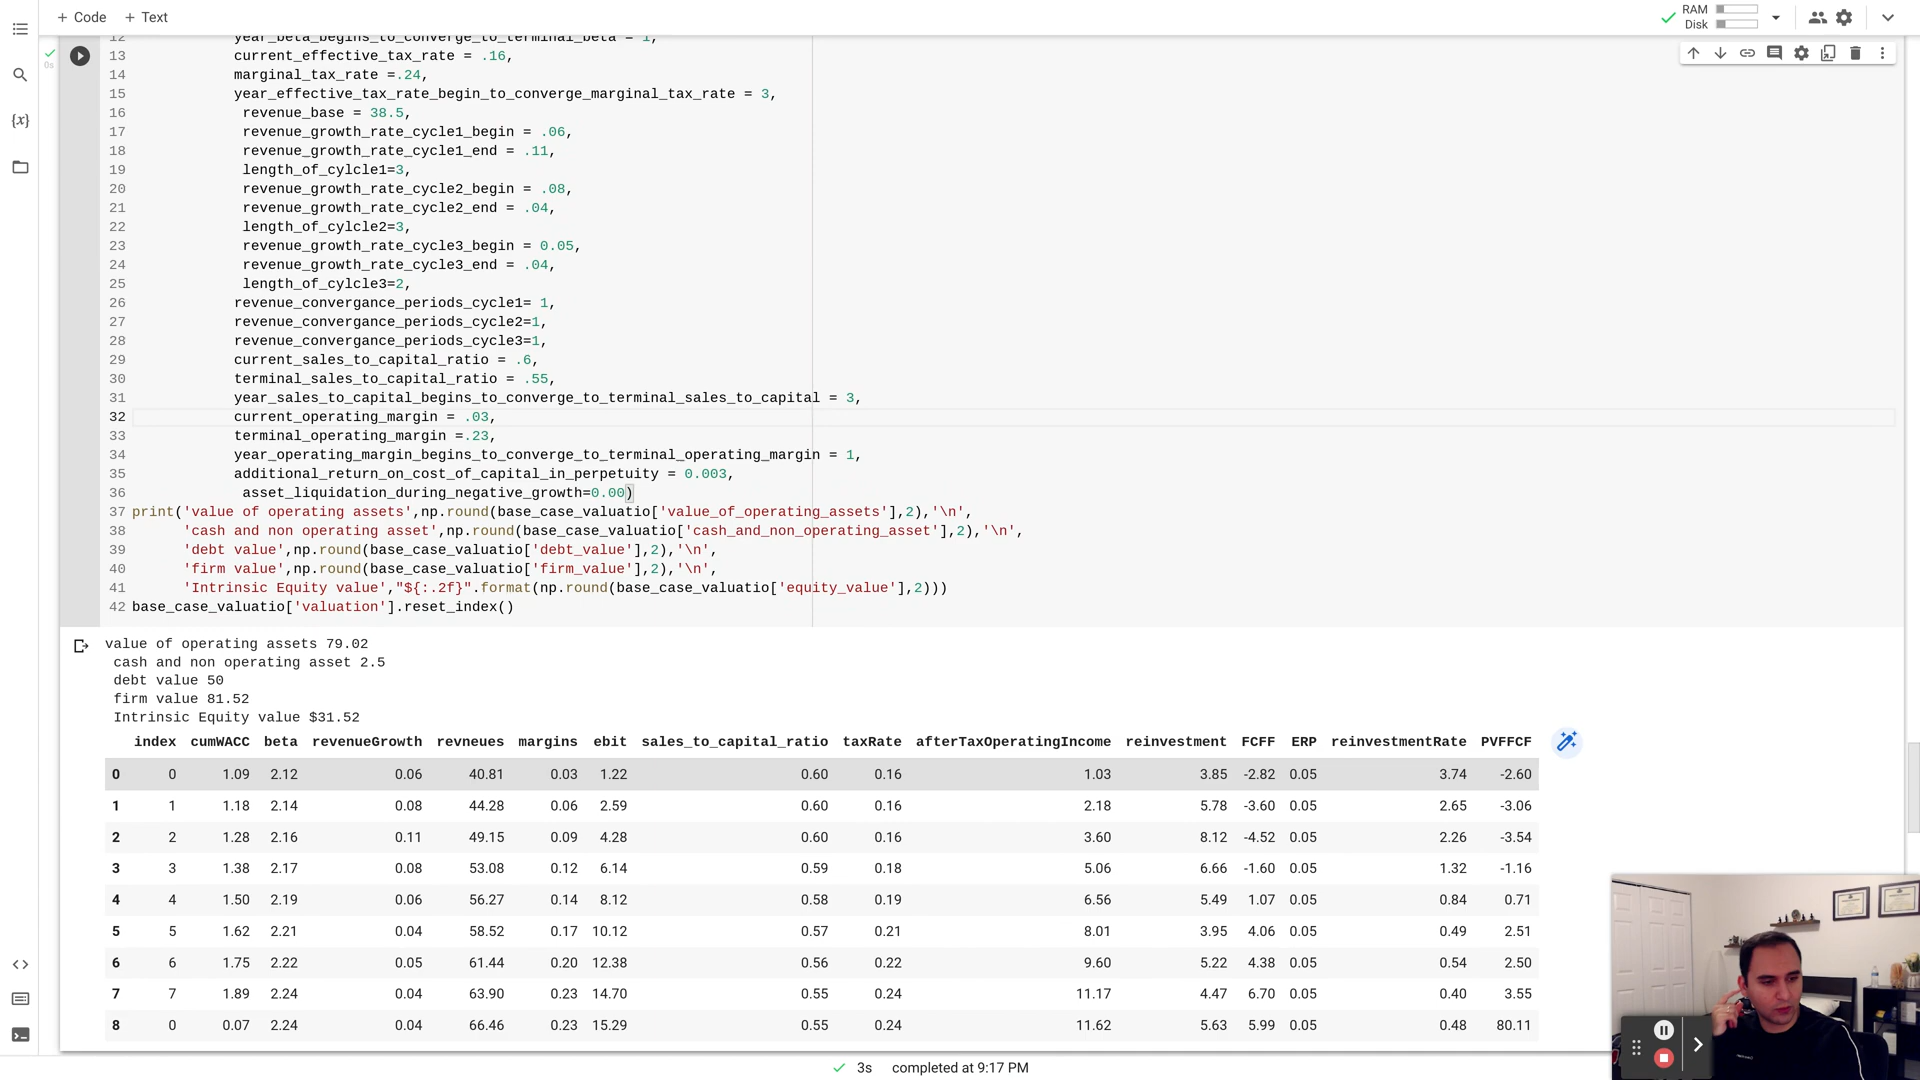 + Code + Text
RAM
Disk
12 year_beta_begins_to_converge_to_terminal_beta = 1,
0s
13 current_effective_tax_rate = .16,
14 marginal_tax_rate =.24,
15 year_effective_tax_rate_begin_to_converge_marginal_tax_rate = 3,
16 revenue_base = 38.5,
17 revenue_growth_rate_cycle1_begin = .06,
18 revenue_growth_rate_cycle1_end = .11,
19 length_of_cylcle1=3,
20 revenue_growth_rate_cycle2_begin = .08,
21 revenue_growth_rate_cycle2_end = .04,
22 length_of_cylcle2=3,
23 revenue_growth_rate_cycle3_begin = 0.05,
24 revenue_growth_rate_cycle3_end = .04,
25 length_of_cylcle3=2,
26 revenue_convergance_periods_cycle1= 1,
27 revenue_convergance_periods_cycle2=1,
28 revenue_convergance_periods_cycle3=1,
29 current_sales_to_capital_ratio = .6,
30 terminal_sales_to_capital_ratio = .55,
31 year_sales_to_capital_begins_to_converge_to_terminal_sales_to_capital = 3,
32 current_operating_margin = .03,
33 terminal_operating_margin =.23,
34 year_operating_margin_begins_to_converge_to_terminal_operating_margin = 1,
35 additional_return_on_cost_of_capital_in_perpetuity = 0.003,
36 asset_liquidation_during_negative_growth=0.00)
37 print('value of operating assets',np.round(base_case_valuatio['value_of_operating_assets'],2),'\n',
38 'cash and non operating asset',np.round(base_case_valuatio['cash_and_non_operating_asset'],2),'\n',
39 'debt value',np.round(base_case_valuatio['debt_value'],2),'\n',
40 'firm value',np.round(base_case_valuatio['firm_value'],2),'\n',
41 'Intrinsic Equity value',"${:.2f}".format(np.round(base_case_valuatio['equity_value'],2)))
42 base_case_valuatio['valuation'].reset_index()
value of operating assets 79.02
cash and non operating asset 2.5
debt value 50
firm value 81.52
Intrinsic Equity value $31.52
index cumWACC beta revenueGrowth revneues margins ebit sales_to_capital_ratio taxRate afterTaxOperatingIncome reinvestment FCFF ERP reinvestmentRate PVFFCF
0 0 1.09 2.12 0.06 40.81 0.03 1.22 0.60 0.16 1.03 3.85 -2.82 0.05 3.74 -2.60
1 1 1.18 2.14 0.08 44.28 0.06 2.59 0.60 0.16 2.18 5.78 -3.60 0.05 2.65 -3.06
2 2 1.28 2.16 0.11 49.15 0.09 4.28 0.60 0.16 3.60 8.12 -4.52 0.05 2.26 -3.54
3 3 1.38 2.17 0.08 53.08 0.12 6.14 0.59 0.18 5.06 6.66 -1.60 0.05 1.32 -1.16
4 4 1.50 2.19 0.06 56.27 0.14 8.12 0.58 0.19 6.56 5.49 1.07 0.05 0.84 0.71
5 5 1.62 2.21 0.04 58.52 0.17 10.12 0.57 0.21 8.01 3.95 4.06 0.05 0.49 2.51
6 6 1.75 2.22 0.05 61.44 0.20 12.38 0.56 0.22 9.60 5.22 4.38 0.05 0.54 2.50
7 7 1.89 2.24 0.04 63.90 0.23 14.70 0.55 0.24 11.17 4.47 6.70 0.05 0.40 3.55
8 0 0.07 2.24 0.04 66.46 0.23 15.29 0.55 0.24 11.62 5.63 5.99 0.05 0.48 80.11
3s completed at 9:17 PM